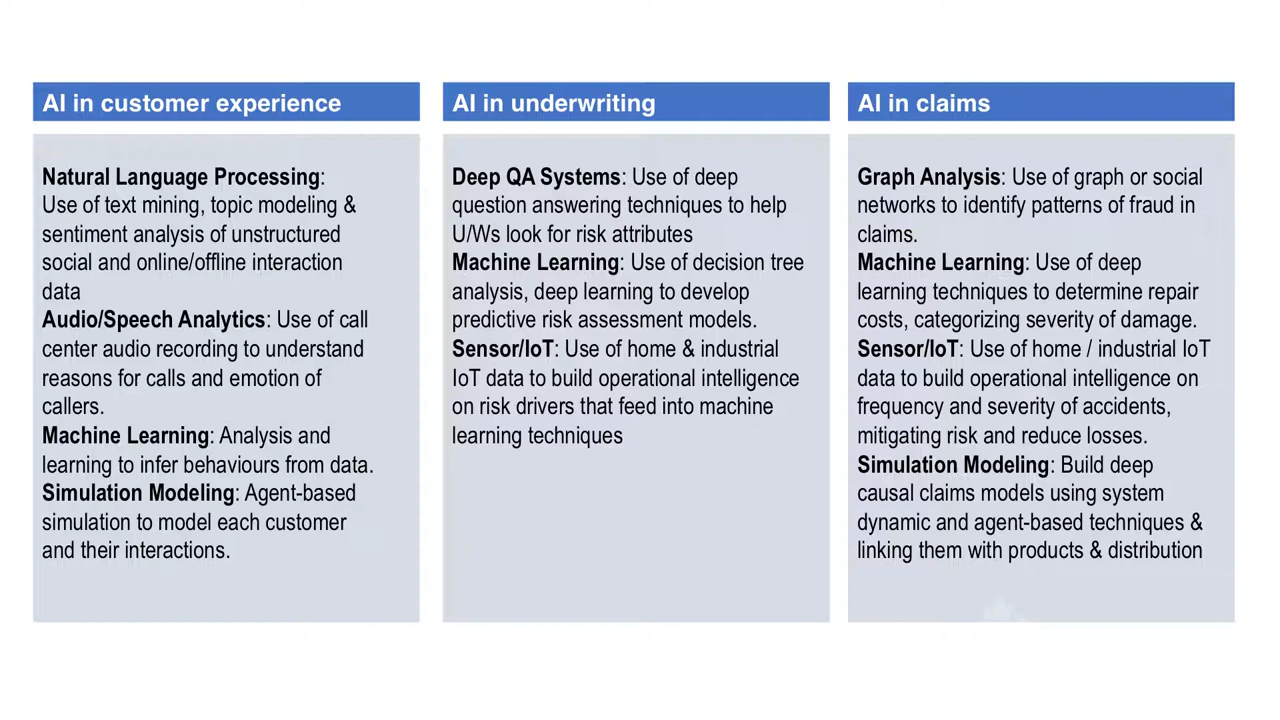 AI in customer experience
Natural Language Processing:
Use of text mining, topic modeling &
sentiment analysis of unstructured
social and online/offline interaction
data
Audio/Speech Analytics: Use of call
center audio recording to understand
reasons for calls and emotion of
callers.
Machine Learning: Analysis and
learning to infer behaviours from data.
Simulation Modeling: Agent-based
simulation to model each customer
and their interactions.
AI in underwriting
Deep QA Systems: Use of deep
question answering techniques to help
U/Ws look for risk attributes
Machine Learning: Use of decision tree
analysis, deep learning to develop
predictive risk assessment models.
Sensor/IoT: Use of home & industrial
IoT data to build operational intelligence
on risk drivers that feed into machine
learning techniques
AI in claims
Graph Analysis: Use of graph or social
networks to identify patterns of fraud in
claims.
Machine Learning: Use of deep
learning techniques to determine repair
costs, categorizing severity of damage.
Sensor/IoT: Use of home / industrial IoT
data to build operational intelligence on
frequency and severity of accidents,
mitigating risk and reduce losses.
Simulation Modeling: Build deep
causal claims models using system
dynamic and agent-based techniques &
linking them with products & distribution